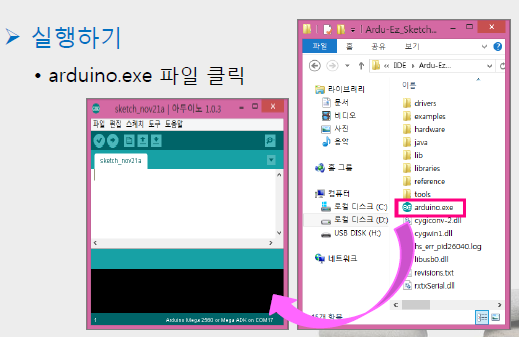 실행하기
• arduino.exe 파일 클릭
sketch_nov21a | 아두이노 1.0.3
파일 편집 스케치 도구 도움말
sketch_nov21a
1
Arduino Mega 2560 or Mega ADK on COM17
Ardu-Ez_Sketch
파일 홈 공유 보기
« IDE › Ardu-Ez...
이름
라이브러리
문서
비디오
사진
음악
홈 그룹
컴퓨터
로컬 디스크 (C:)
로컬 디스크 (D:)
USB DISK (H:)
네트워크
drivers
examples
hardware
java
lib
libraries
reference
tools
arduino.exe
cygiconv-2.dll
cygwin1.dll
hs_err_pid26040.log
libusb0.dll
revisions.txt
rxtxSerial.dll
항목